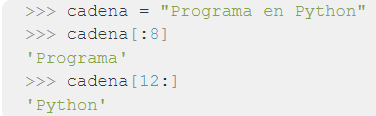 >>> cadena = "Programa en Python"
>>> cadena[:8]
'Programa'
>>> cadena[12:]
'Python'